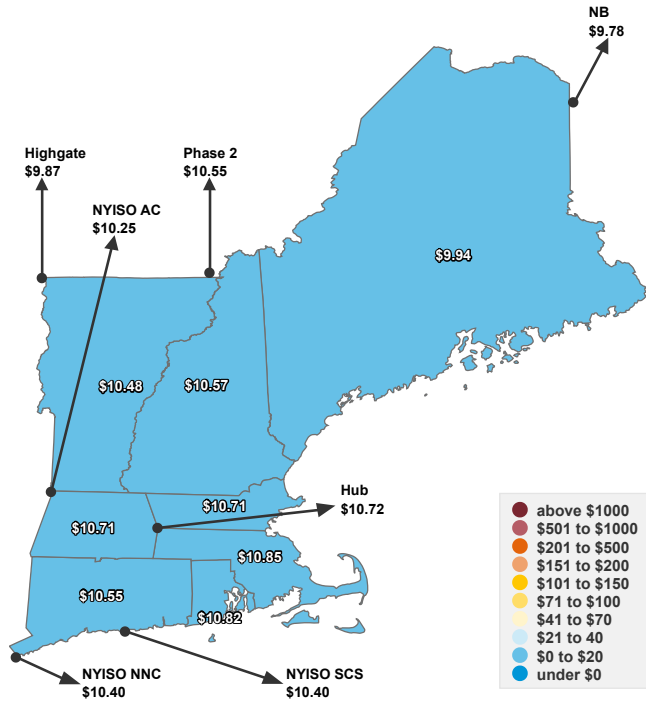 NB
$9.78
Highgate
$9.87
Phase 2
$10.55
NYISO AC
$10.25
$9.94
$10.48
$10.57
Hub
$10.72
$10.71
$10.71
$10.85
$10.55
$10.82
NYISO NNC
$10.40
NYISO SCS
$10.40
above $1000
$501 to $1000
$201 to $500
$151 to $200
$101 to $150
$71 to $100
$41 to $70
$21 to 40
$0 to $20
under $0